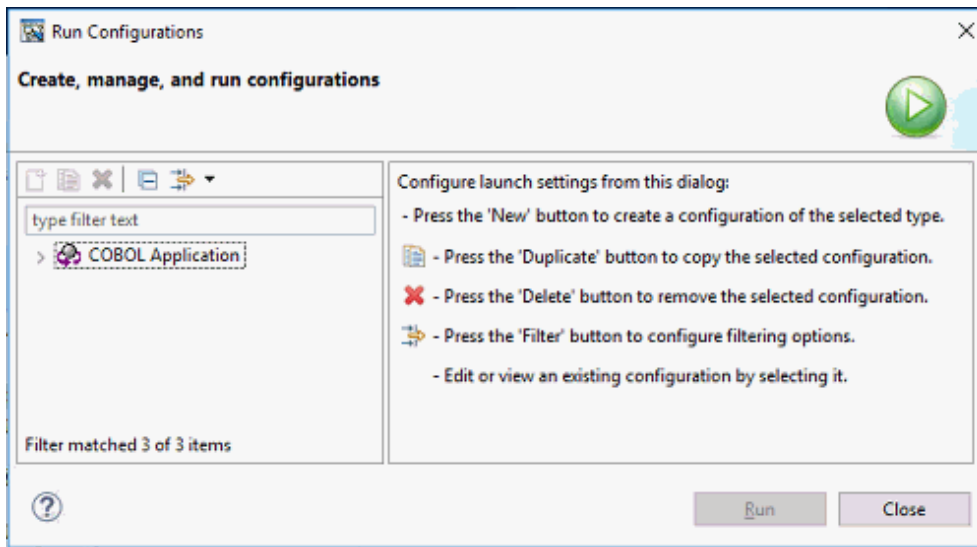 Run Configurations
Create, manage, and run configurations
type filter text
COBOL Application
Filter matched 3 of 3 items
Configure launch settings from this dialog:
- Press the 'New' button to create a configuration of the selected type.
- Press the 'Duplicate' button to copy the selected configuration.
- Press the 'Delete' button to remove the selected configuration.
- Press the 'Filter' button to configure filtering options.
- Edit or view an existing configuration by selecting it.
Run
Close